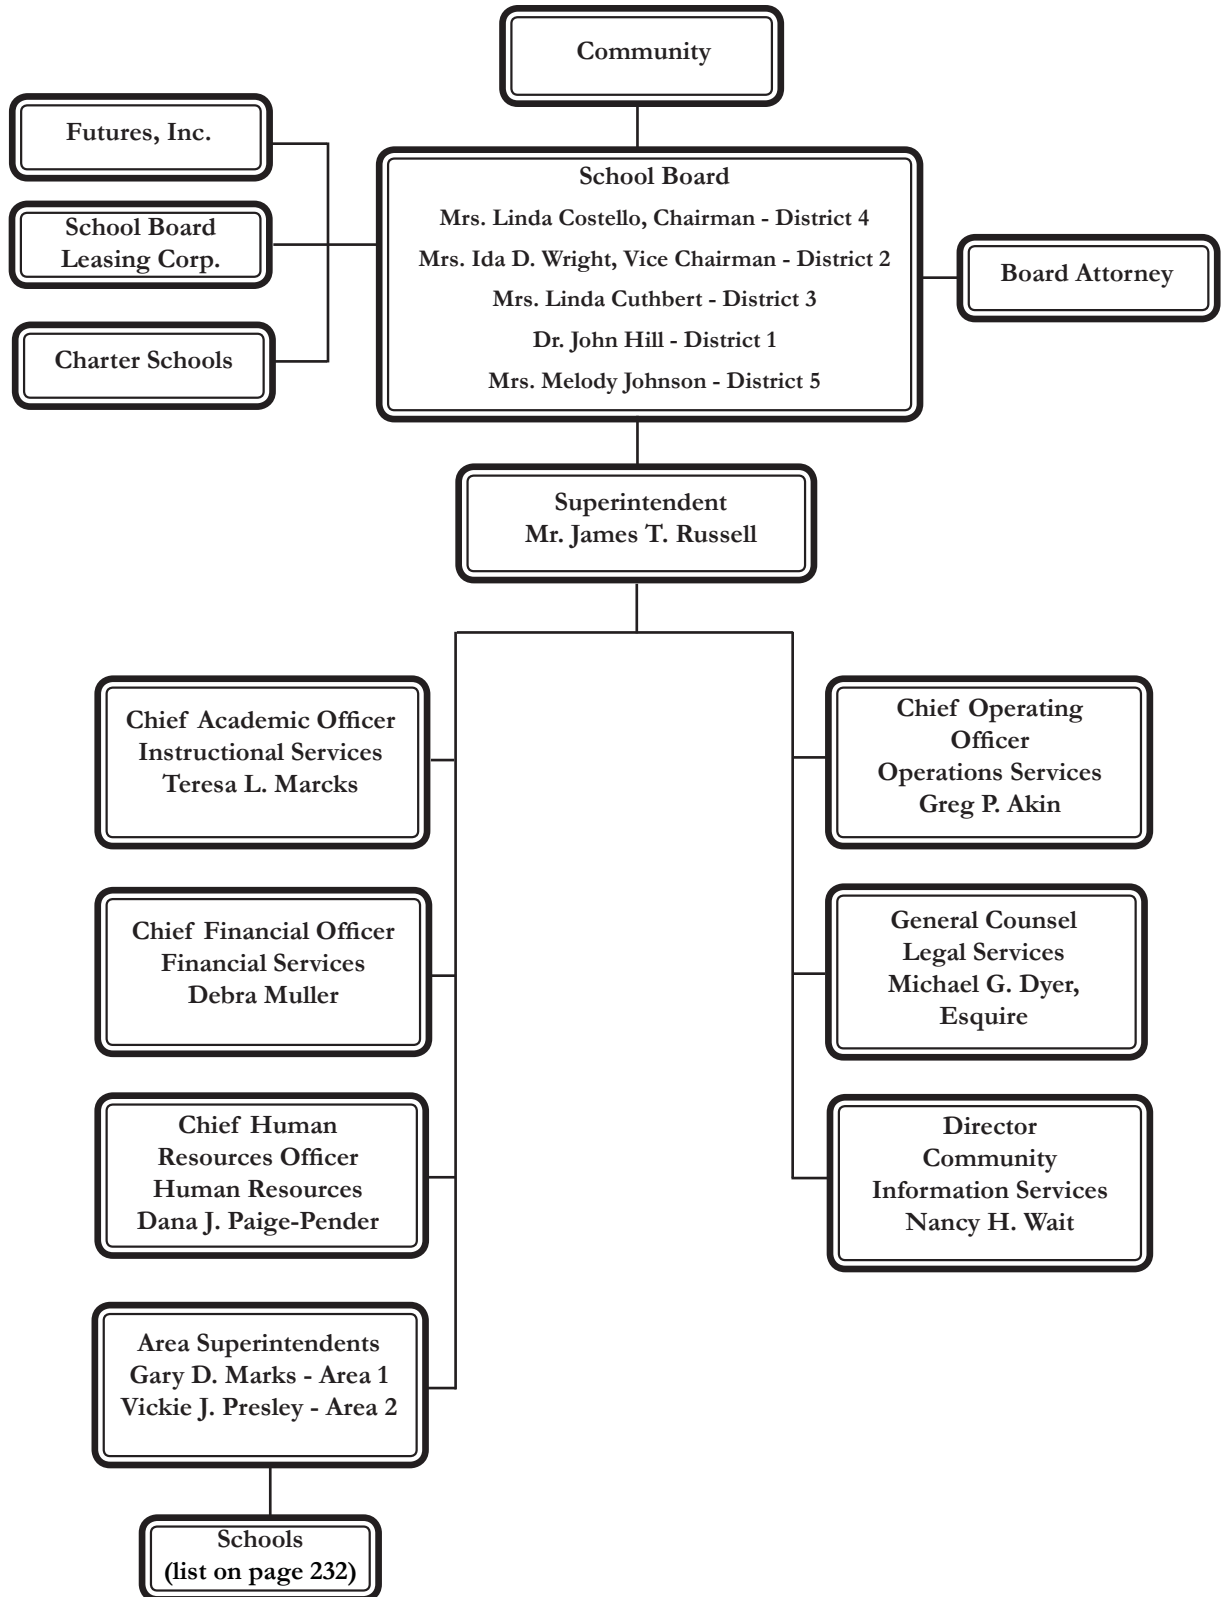 Community
Futures, Inc.
School Board
Leasing Corp.
Charter Schools
School Board
Mrs. Linda Costello, Chairman - District 4
Mrs. Ida D. Wright, Vice Chairman - District 2
Mrs. Linda Cuthbert - District 3
Dr. John Hill - District 1
Mrs. Melody Johnson - District 5
Board Attorney
Superintendent
Mr. James T. Russell
Chief Academic Officer
Instructional Services
Teresa L. Marcks
Chief Financial Officer
Financial Services
Debra Muller
Chief Human
Resources Officer
Human Resources
Dana J. Paige-Pender
Area Superintendents
Gary D. Marks - Area 1
Vickie J. Presley - Area 2
Schools
(list on page 232)
Chief Operating
Officer
Operations Services
Greg P. Akin
General Counsel
Legal Services
Michael G. Dyer,
Esquire
Director
Community
Information Services
Nancy H. Wait